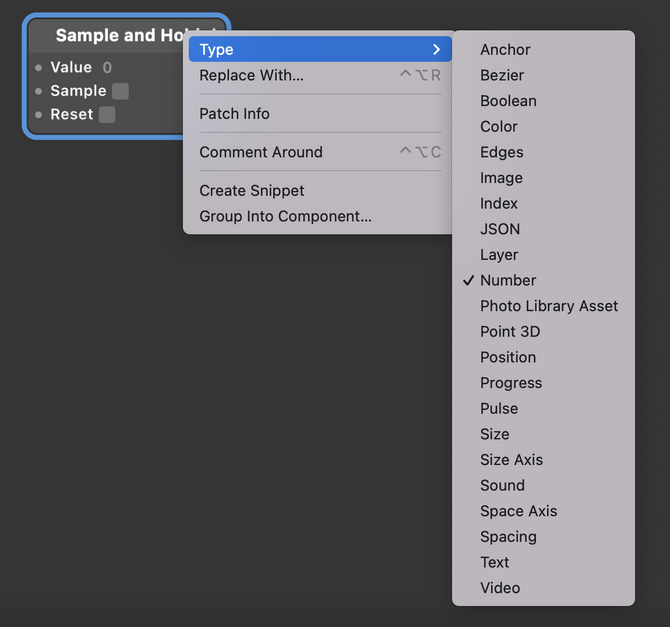 Sample and Hold
Value 0
Sample
Reset
Type
Replace With... ^⌥R
Patch Info
Comment Around ^⌥C
Create Snippet
Group Into Component...
Anchor
Bezier
Boolean
Color
Edges
Image
Index
JSON
Layer
✓ Number
Photo Library Asset
Point 3D
Position
Progress
Pulse
Size
Size Axis
Sound
Space Axis
Spacing
Text
Video